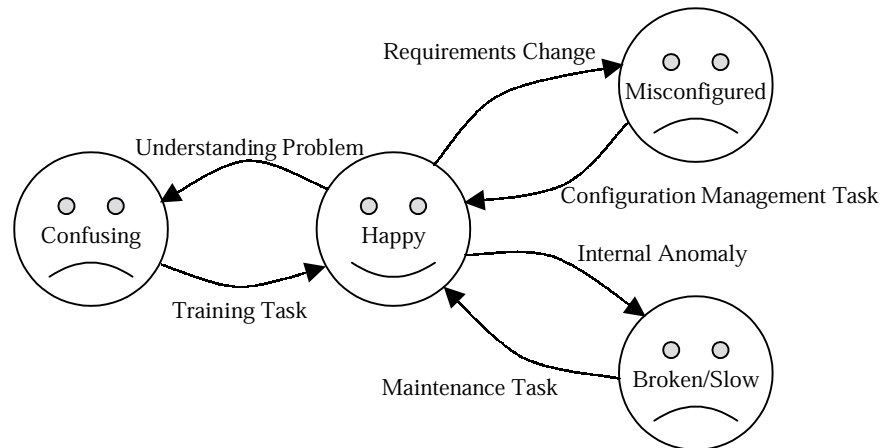 Requirements Change
Misconfigured
Understanding Problem
Configuration Management Task
Confusing
Happy
Internal Anomaly
Training Task
Broken/Slow
Maintenance Task